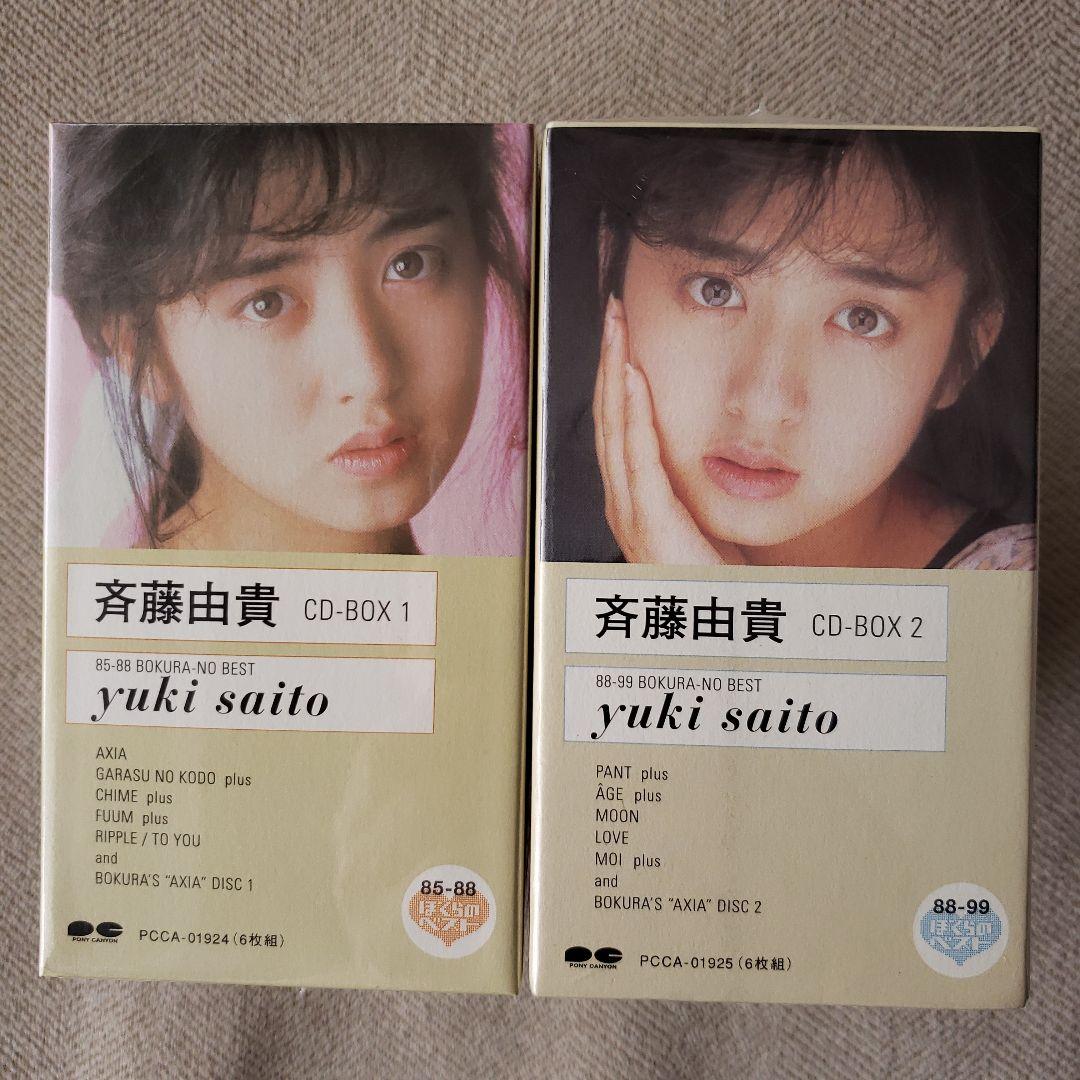 斉藤由貴 CD-BOX 1
85-88 BOKURA-NO BEST
yuki saito
AXIA
GARASU NO KODO plus
CHIME plus
FUUM plus
RIPPLE / TO YOU
and
BOKURA'S "AXIA" DISC 1
85-88
ぼくらの
ベスト
PONY CANYON
PCCA-01924(6枚組)
斉藤由貴 CD-BOX 2
88-99 BOKURA-NO BEST
yuki saito
PANT plus
ÂGE plus
MOON
LOVE
MOI plus
and
BOKURA'S "AXIA" DISC 2
88-99
ぼくらの
ベスト
PONY CANYON
PCCA-01925(6枚組)